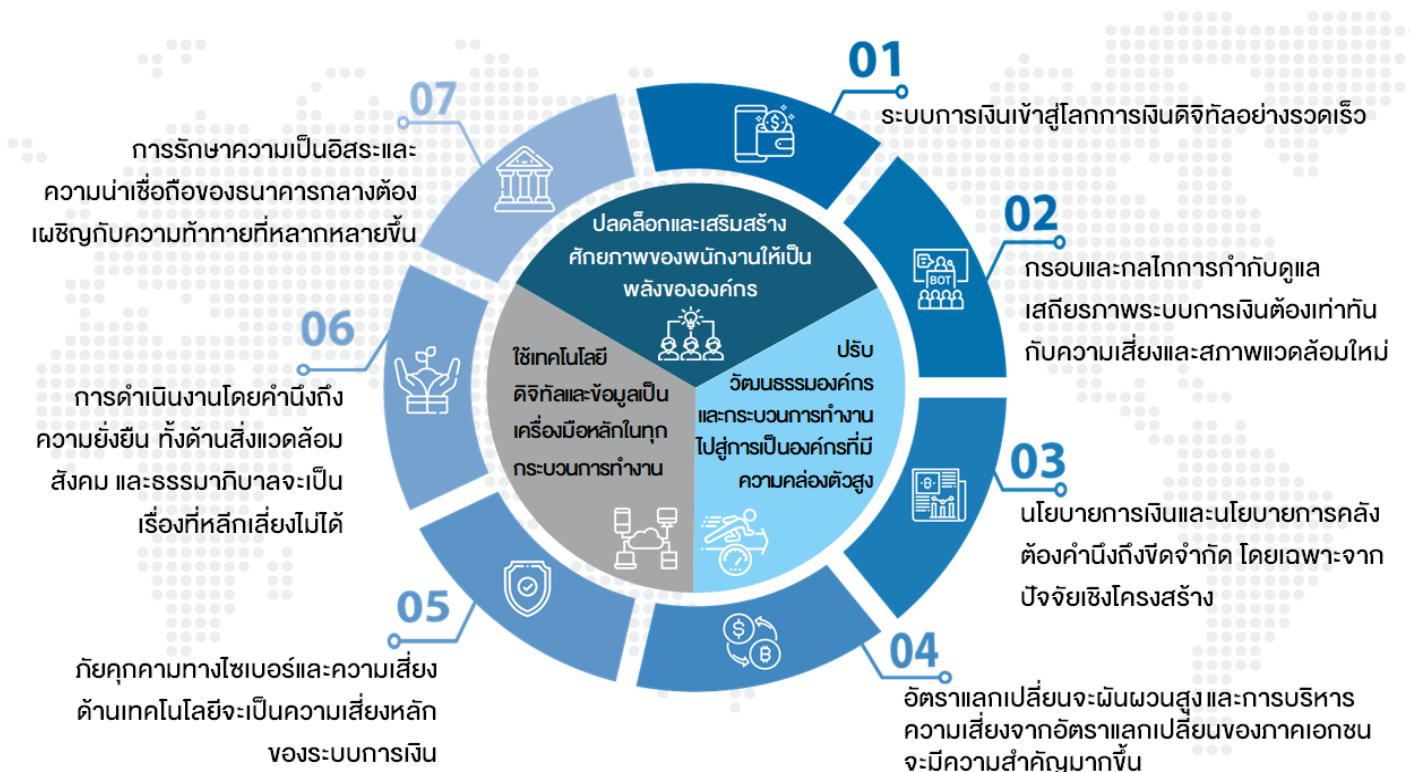 01
ระบบการเงินเข้าสู่โลกการเงินดิจิทัลอย่างรวดเร็ว
02
กรอบและกลไกการกำกับดูแล
เสถียรภาพระบบการเงินต้องเท่าทัน
กับความเสี่ยงและสภาพแวดล้อมใหม่
BOT
03
นโยบายการเงินและนโยบายการคลัง
ต้องคำนึงถึงขีดจำกัด โดยเฉพาะจาก
ปัจจัยเชิงโครงสร้าง
04
อัตราแลกเปลี่ยนจะผันผวนสูง และการบริหาร
ความเสี่ยงจากอัตราแลกเปลี่ยนของภาคเอกชน
จะมีความสำคัญมากขึ้น
05
ภัยคุกคามทางไซเบอร์และความเสี่ยง
ด้านเทคโนโลยีจะเป็นความเสี่ยงหลัก
ของระบบการเงิน
06
การดำเนินงานโดยคำนึงถึง
ความยั่งยืน ทั้งด้านสิ่งแวดล้อม
สังคม และธรรมาภิบาลจะเป็น
เรื่องที่หลีกเลี่ยงไม่ได้
07
การรักษาความเป็นอิสระและ
ความน่าเชื่อถือของธนาคารกลางต้อง
เผชิญกับความท้าทายที่หลากหลายขึ้น
ปลดล็อกและเสริมสร้าง
ศักยภาพของพนักงานให้เป็น
พลังขององค์กร
ปรับ
วัฒนธรรมองค์กร
และกระบวนการทำงาน
ไปสู่การเป็นองค์กรที่มี
ความคล่องตัวสูง
ใช้เทคโนโลยี
ดิจิทัลและข้อมูลเป็น
เครื่องมือหลักในทุก
กระบวนการทำงาน